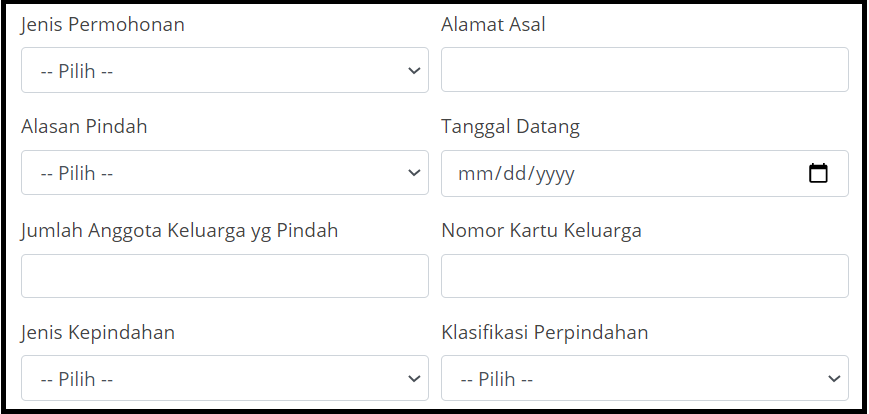 Jenis Permohonan
Alamat Asal
-- Pilih --
Alasan Pindah
Tanggal Datang
-- Pilih --
mm/dd/yyyy
Jumlah Anggota Keluarga yg Pindah
Nomor Kartu Keluarga
Jenis Kepindahan
Klasifikasi Perpindahan
-- Pilih --
-- Pilih --